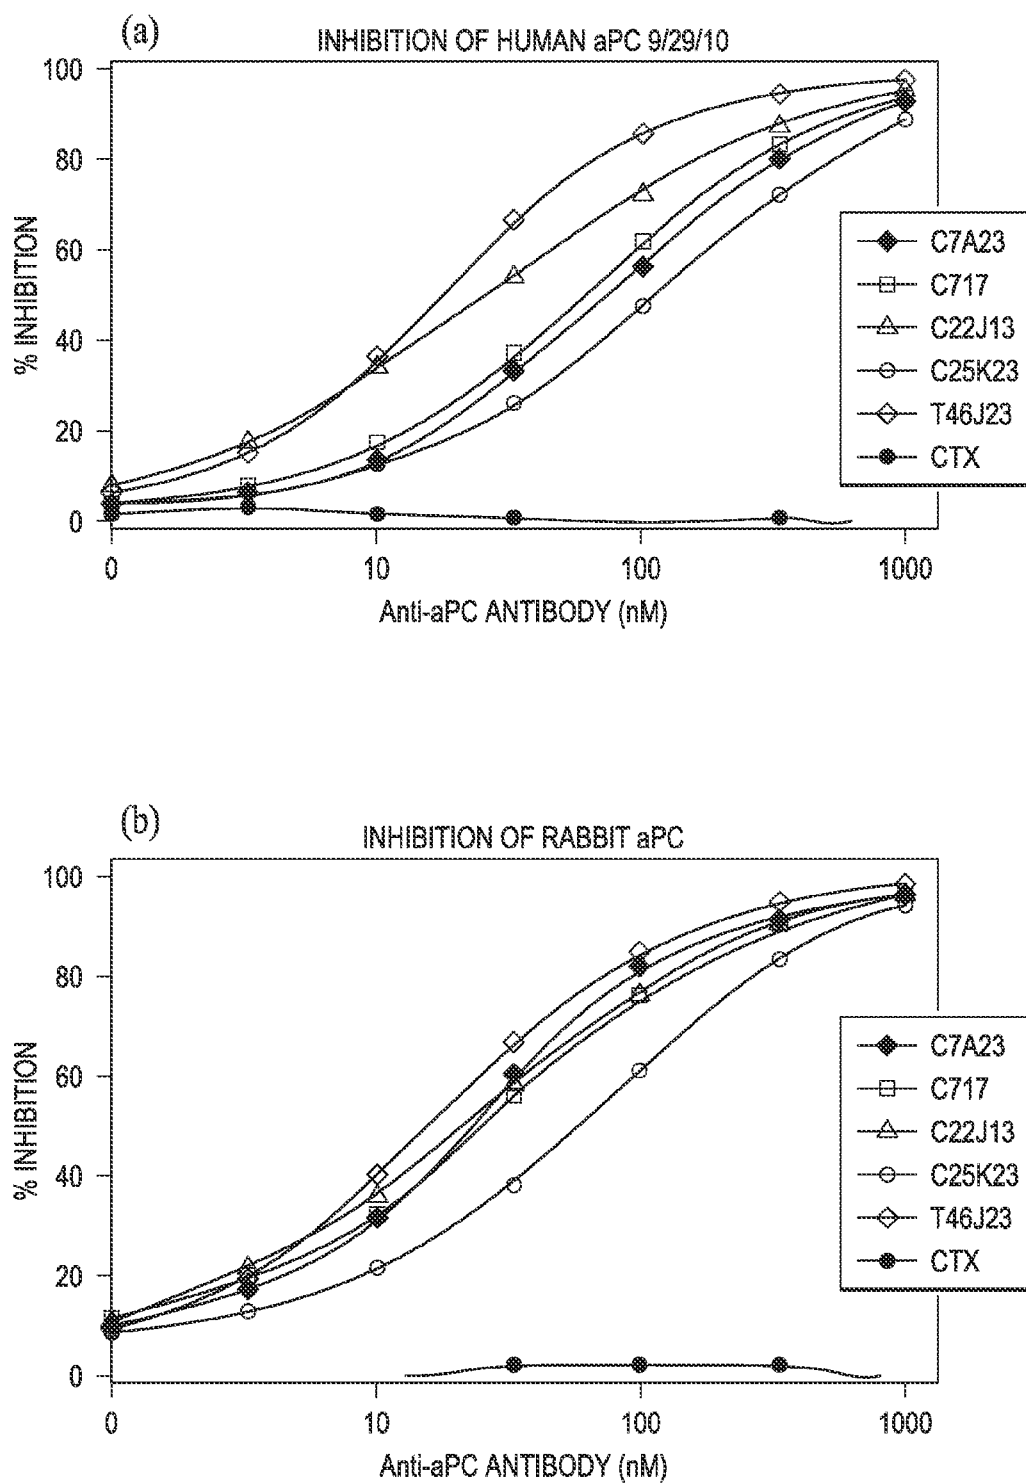 (a)
INHIBITION OF HUMAN aPC 9/29/10
100
80
60
40
20
0
% INHIBITION
0 10 100 1000
Anti-aPC ANTIBODY (nM)
C7A23
C717
C22J13
C25K23
T46J23
CTX
(b)
INHIBITION OF RABBIT aPC
100
80
60
40
20
0
% INHIBITION
0 10 100 1000
Anti-aPC ANTIBODY (nM)
C7A23
C717
C22J13
C25K23
T46J23
CTX